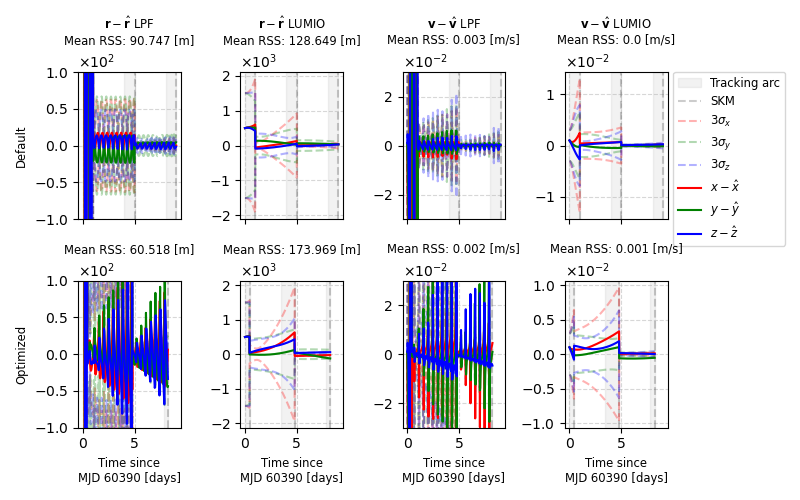 r − r̂ LPF
Mean RSS: 90.747 [m]
r − r̂ LUMIO
Mean RSS: 128.649 [m]
v − v̂ LPF
Mean RSS: 0.003 [m/s]
v − v̂ LUMIO
Mean RSS: 0.0 [m/s]
×10²
×10³
×10⁻²
×10⁻²
Default
1.0
0.5
0.0
−0.5
−1.0
2
1
0
−1
−2
2
0
−2
1
0
−1
Tracking arc
SKM
3σₓ
3σ_y
3σ_z
x − x̂
y − ŷ
z − ẑ
Mean RSS: 60.518 [m]
Mean RSS: 173.969 [m]
Mean RSS: 0.002 [m/s]
Mean RSS: 0.001 [m/s]
×10²
×10³
×10⁻²
×10⁻²
Optimized
1.0
0.5
0.0
−0.5
−1.0
2
1
0
−1
−2
2
0
−2
1.0
0.5
0.0
−0.5
−1.0
0 5
0 5
0 5
0 5
Time since
MJD 60390 [days]
Time since
MJD 60390 [days]
Time since
MJD 60390 [days]
Time since
MJD 60390 [days]